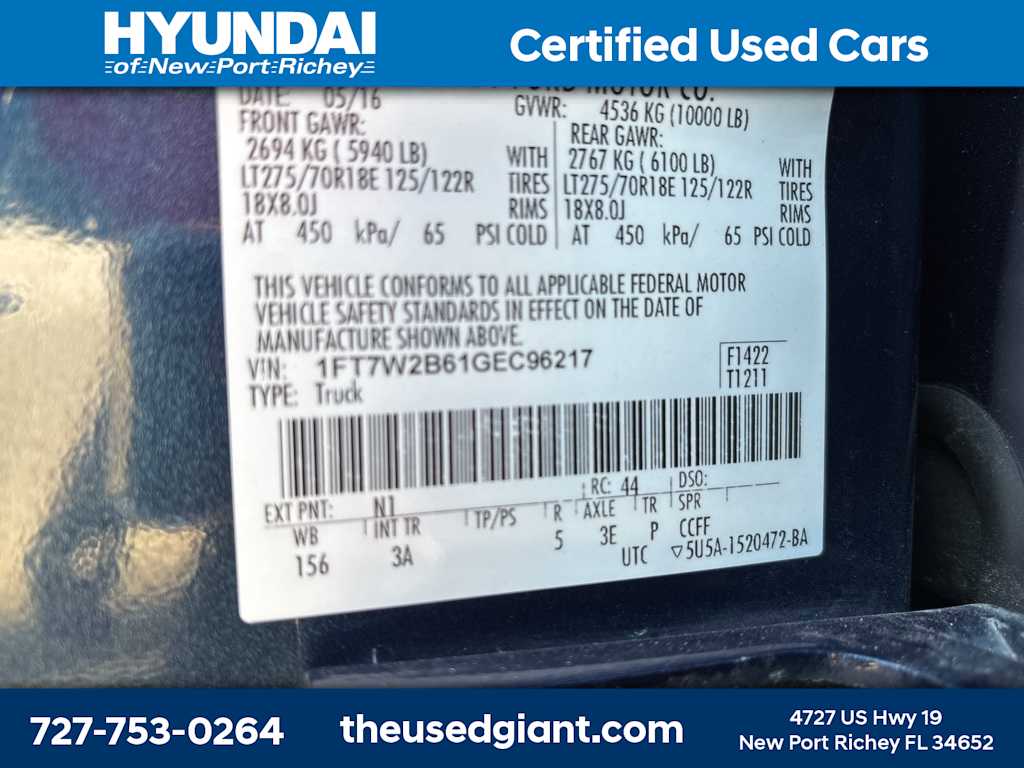 HYUNDAI
of New Port Richey
Certified Used Cars
DATE: 05/16
FORD MOTOR CO.
GVWR: 4536 KG (10000 LB)
FRONT GAWR:
2694 KG ( 5940 LB) WITH
LT275/70R18E 125/122R TIRES
18X8.0J RIMS
AT 450 kPa/ 65 PSI COLD
REAR GAWR:
2767 KG ( 6100 LB) WITH
LT275/70R18E 125/122R TIRES
18X8.0J RIMS
AT 450 kPa/ 65 PSI COLD
THIS VEHICLE CONFORMS TO ALL APPLICABLE FEDERAL MOTOR
VEHICLE SAFETY STANDARDS IN EFFECT ON THE DATE OF
MANUFACTURE SHOWN ABOVE.
VIN: 1FT7W2B61GEC96217
TYPE: Truck
F1422
T1211
EXT PNT: N1 RC: 44 DSO:
WB INT TR TP/PS R AXLE TR SPR
156 3A 5 3E P CCFF
UTC ▽5U5A-1520472-BA
727-753-0264
theusedgiant.com
4727 US Hwy 19
New Port Richey FL 34652